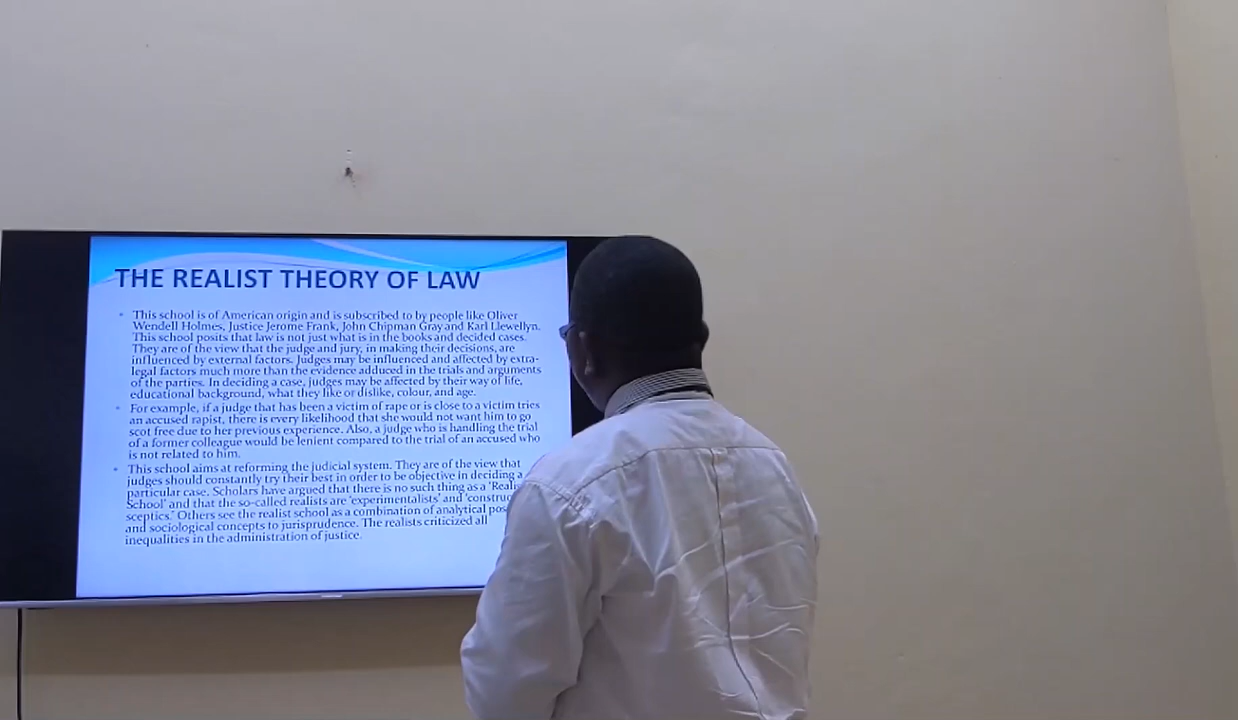 THE REALIST THEORY OF LAW
This school is of American origin and is subscribed to by people like Oliver
Wendell Holmes, Justice Jerome Frank, John Chipman Gray and Karl Llewellyn.
This school posits that law is not just what is in the books and decided cases.
They are of the view that the judge and jury, in making their decisions, are
influenced by external factors. Judges may be influenced and affected by extra-
legal factors much more than the evidence adduced in the trials and arguments
of the parties. In deciding a case, judges may be affected by their way of life,
educational background, what they like or dislike, colour, and age.
For example, if a judge that has been a victim of rape or is close to a victim tries
an accused rapist, there is every likelihood that she would not want him to go
scot free due to her previous experience. Also, a judge who is handling the trial
of a former colleague would be lenient compared to the trial of an accused who
is not related to him.
This school aims at reforming the judicial system. They are of the view that
judges should constantly try their best in order to be objective in deciding a
particular case. Scholars have argued that there is no such thing as a 'Reali
School' and that the so-called realists are 'experimentalists' and 'construc
sceptics.' Others see the realist school as a combination of analytical pos
and sociological concepts to jurisprudence. The realists criticized all
inequalities in the administration of justice.